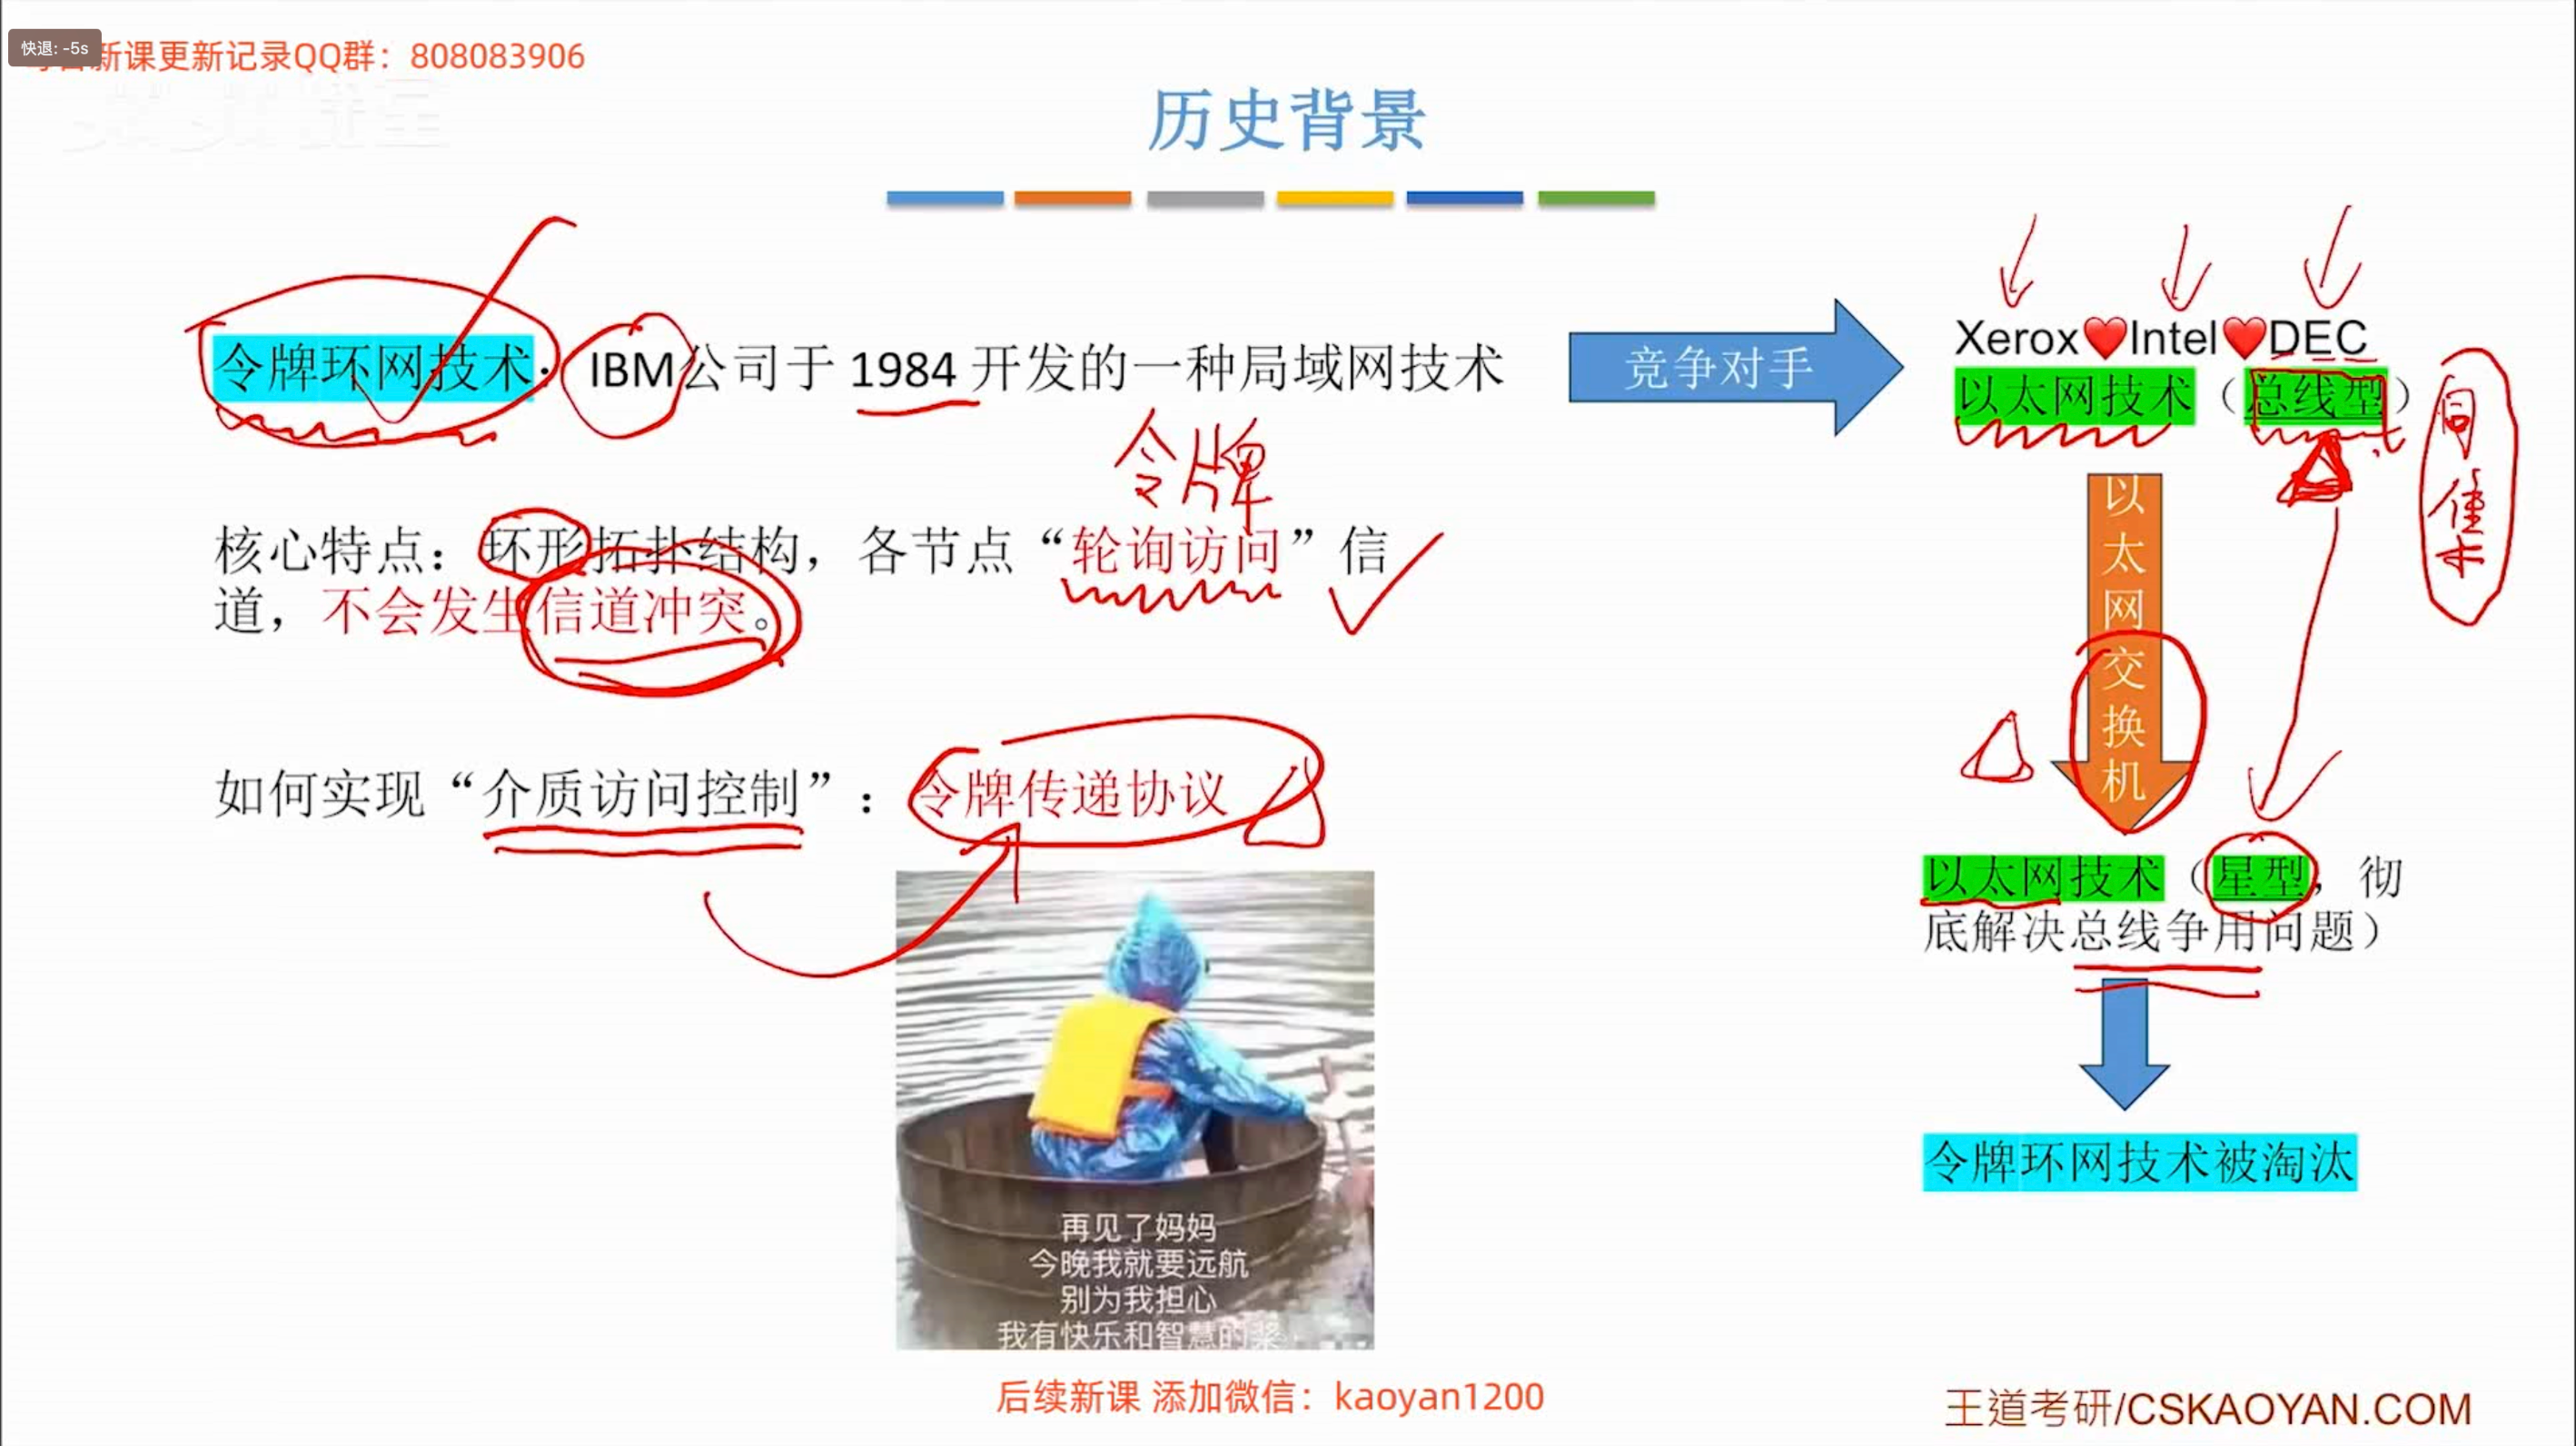 快退: -5s
新课更新记录QQ群：808083906
历史背景
令牌环网技术：IBM公司于 1984 开发的一种局域网技术
竞争对手
Xerox❤️Intel❤️DEC
以太网技术（总线型）
同
令牌
核心特点：环形拓扑结构，各节点“轮询访问”信
道，不会发生信道冲突。
以太网交换机
如何实现“介质访问控制”：令牌传递协议
以太网技术（星型，彻
底解决总线争用问题）
令牌环网技术被淘汰
再见了妈妈
今晚我就要远航
别为我担心
我有快乐和智慧的桨
后续新课 添加微信：kaoyan1200
王道考研/CSKAOYAN.COM